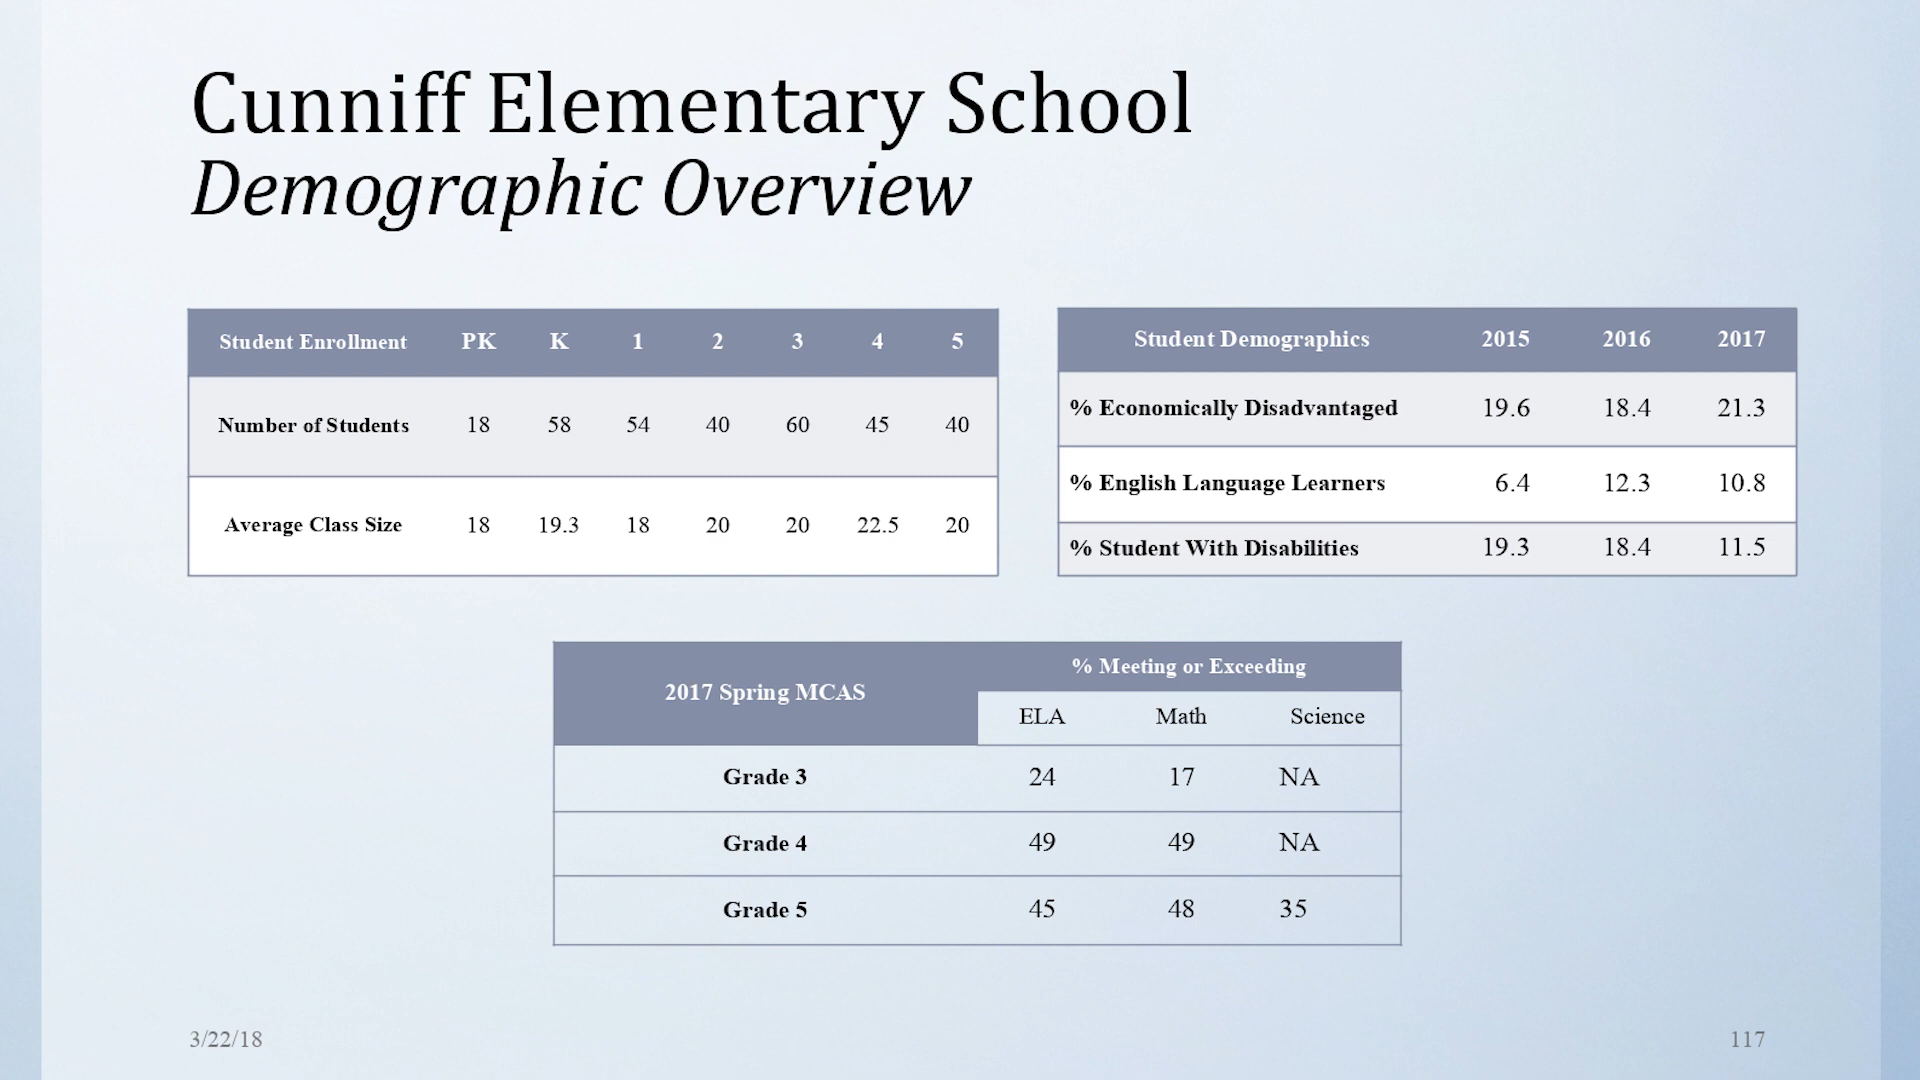 Cunniff Elementary School
Demographic Overview
Student Enrollment PK K 1 2 3 4 5
Number of Students 18 58 54 40 60 45 40
Average Class Size 18 19.3 18 20 20 22.5 20
Student Demographics 2015 2016 2017
% Economically Disadvantaged 19.6 18.4 21.3
% English Language Learners 6.4 12.3 10.8
% Student With Disabilities 19.3 18.4 11.5
2017 Spring MCAS
% Meeting or Exceeding
ELA Math Science
Grade 3 24 17 NA
Grade 4 49 49 NA
Grade 5 45 48 35
3/22/18
117